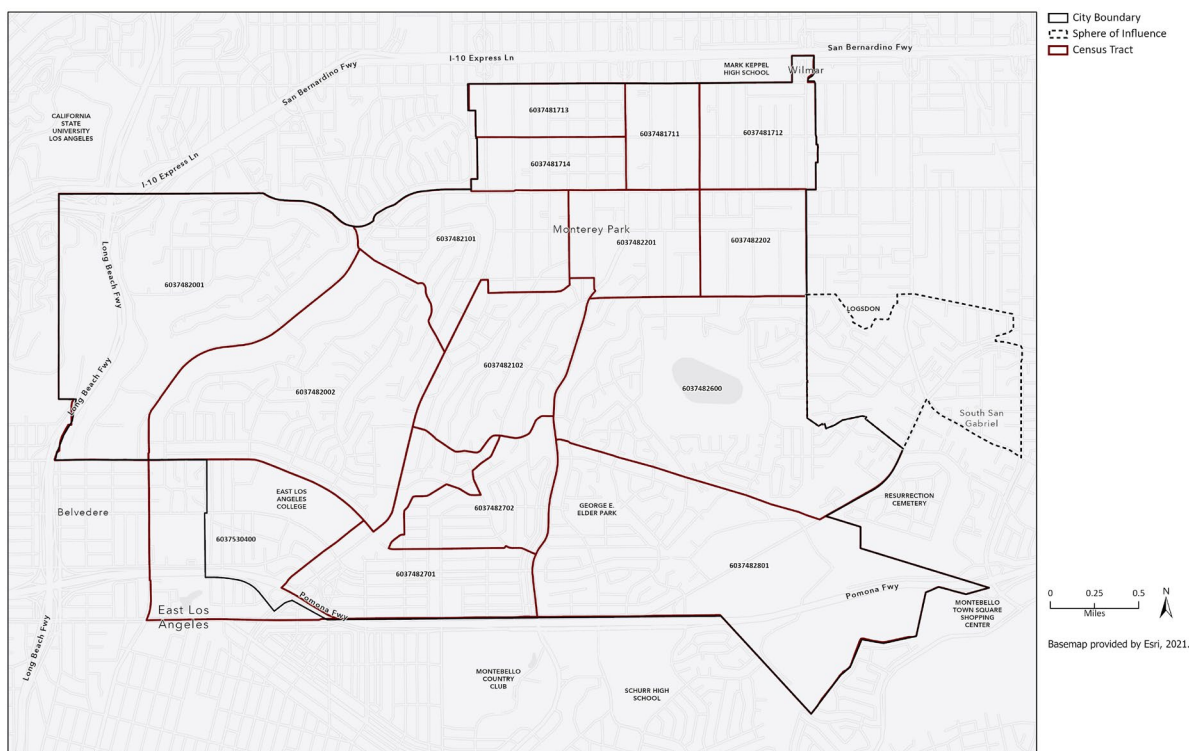 City Boundary
Sphere of Influence
Census Tract
San Bernardino Fwy
I-10 Express Ln
MARK KEPPEL
HIGH SCHOOL
Wilmar
San Bernardino Fwy
CALIFORNIA
STATE
UNIVERSITY
LOS ANGELES
6037481713
6037481711
6037481712
6037481714
I-10 Express Ln
Monterey Park
6037482101
6037482201
6037482202
Long Beach Fwy
6037482001
LOGSDON
6037482102
6037482002
6037482600
Long Beach Fwy
South San
Gabriel
EAST LOS
ANGELES
COLLEGE
RESURRECTION
CEMETERY
Belvedere
6037482702
GEORGE E.
ELDER PARK
6037530400
6037482701
6037482801
Pomona Fwy
Pomona Fwy
East Los
Angeles
MONTEBELLO
TOWN SQUARE
SHOPPING
CENTER
Long Beach Fwy
MONTEBELLO
COUNTRY
CLUB
SCHURR HIGH
SCHOOL
0 0.25 0.5
Miles
N
Basemap provided by Esri, 2021.